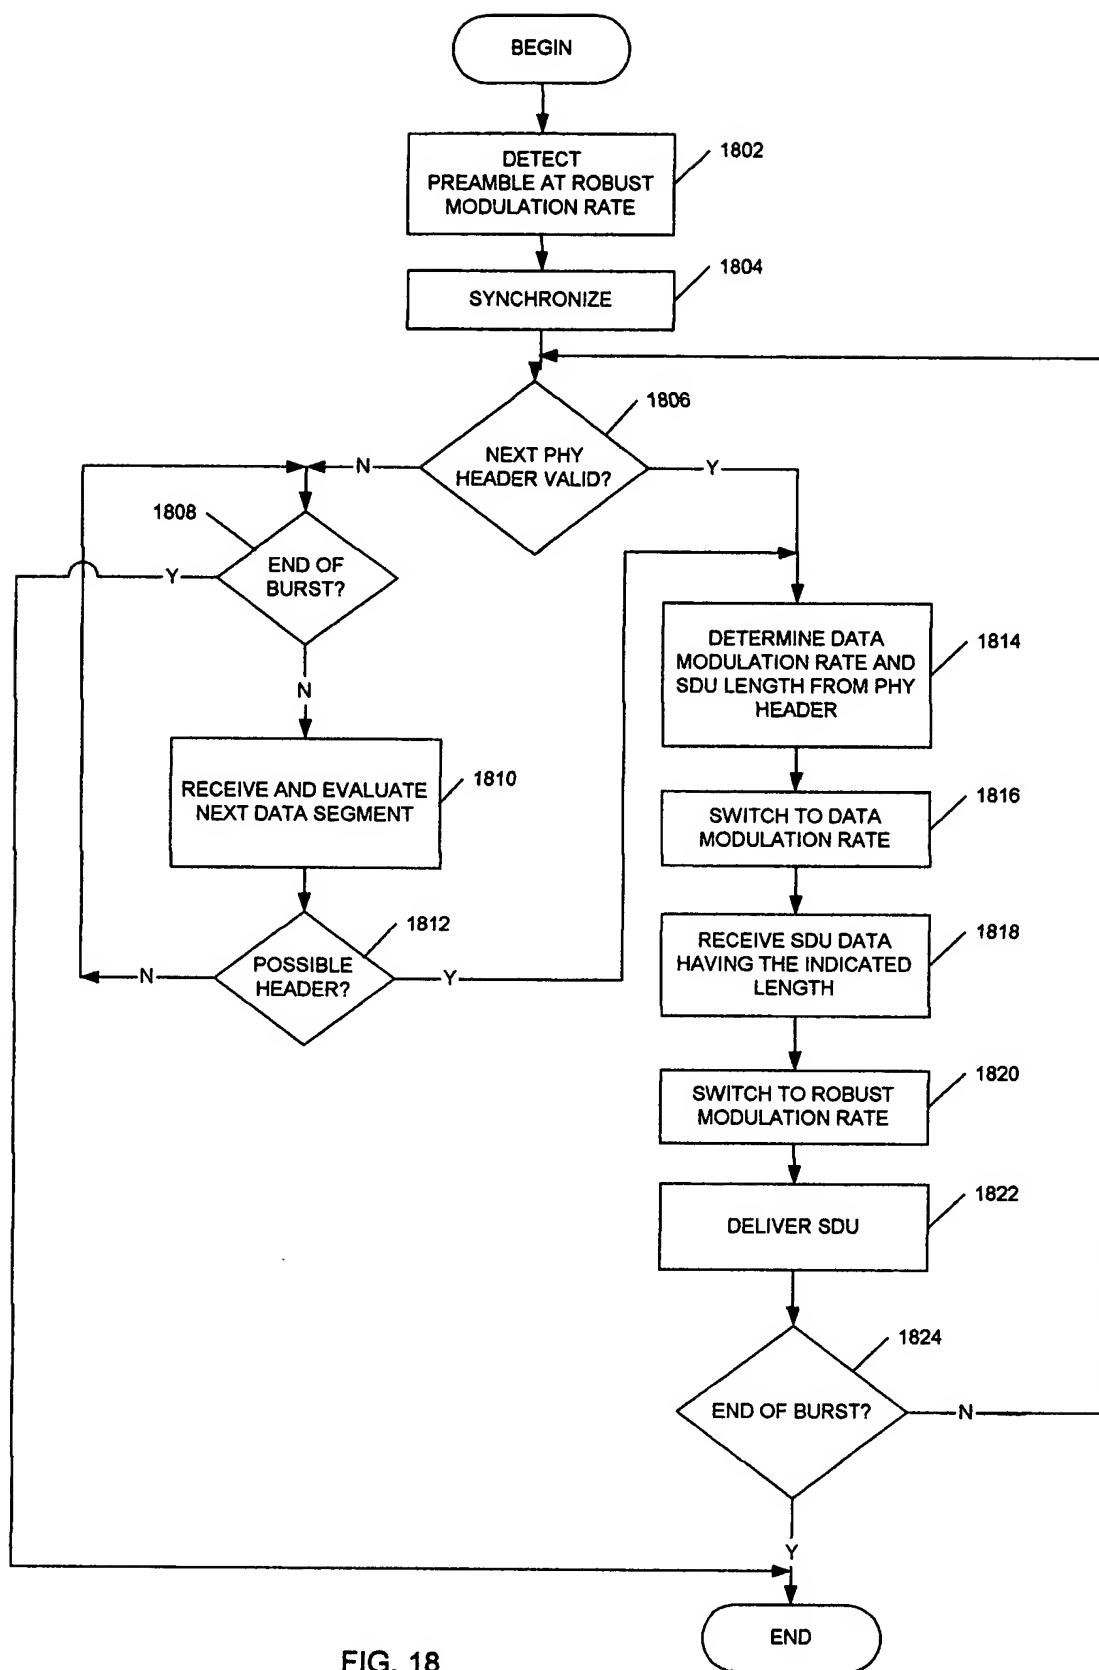 BEGIN
DETECT
PREAMBLE AT ROBUST
MODULATION RATE
1802
SYNCHRONIZE
1804
NEXT PHY
HEADER VALID?
1806
N
Y
END OF
BURST?
1808
Y
N
RECEIVE AND EVALUATE
NEXT DATA SEGMENT
1810
POSSIBLE
HEADER?
1812
N
Y
DETERMINE DATA
MODULATION RATE AND
SDU LENGTH FROM PHY
HEADER
1814
SWITCH TO DATA
MODULATION RATE
1816
RECEIVE SDU DATA
HAVING THE INDICATED
LENGTH
1818
SWITCH TO ROBUST
MODULATION RATE
1820
DELIVER SDU
1822
END OF BURST?
1824
N
Y
END
FIG. 18